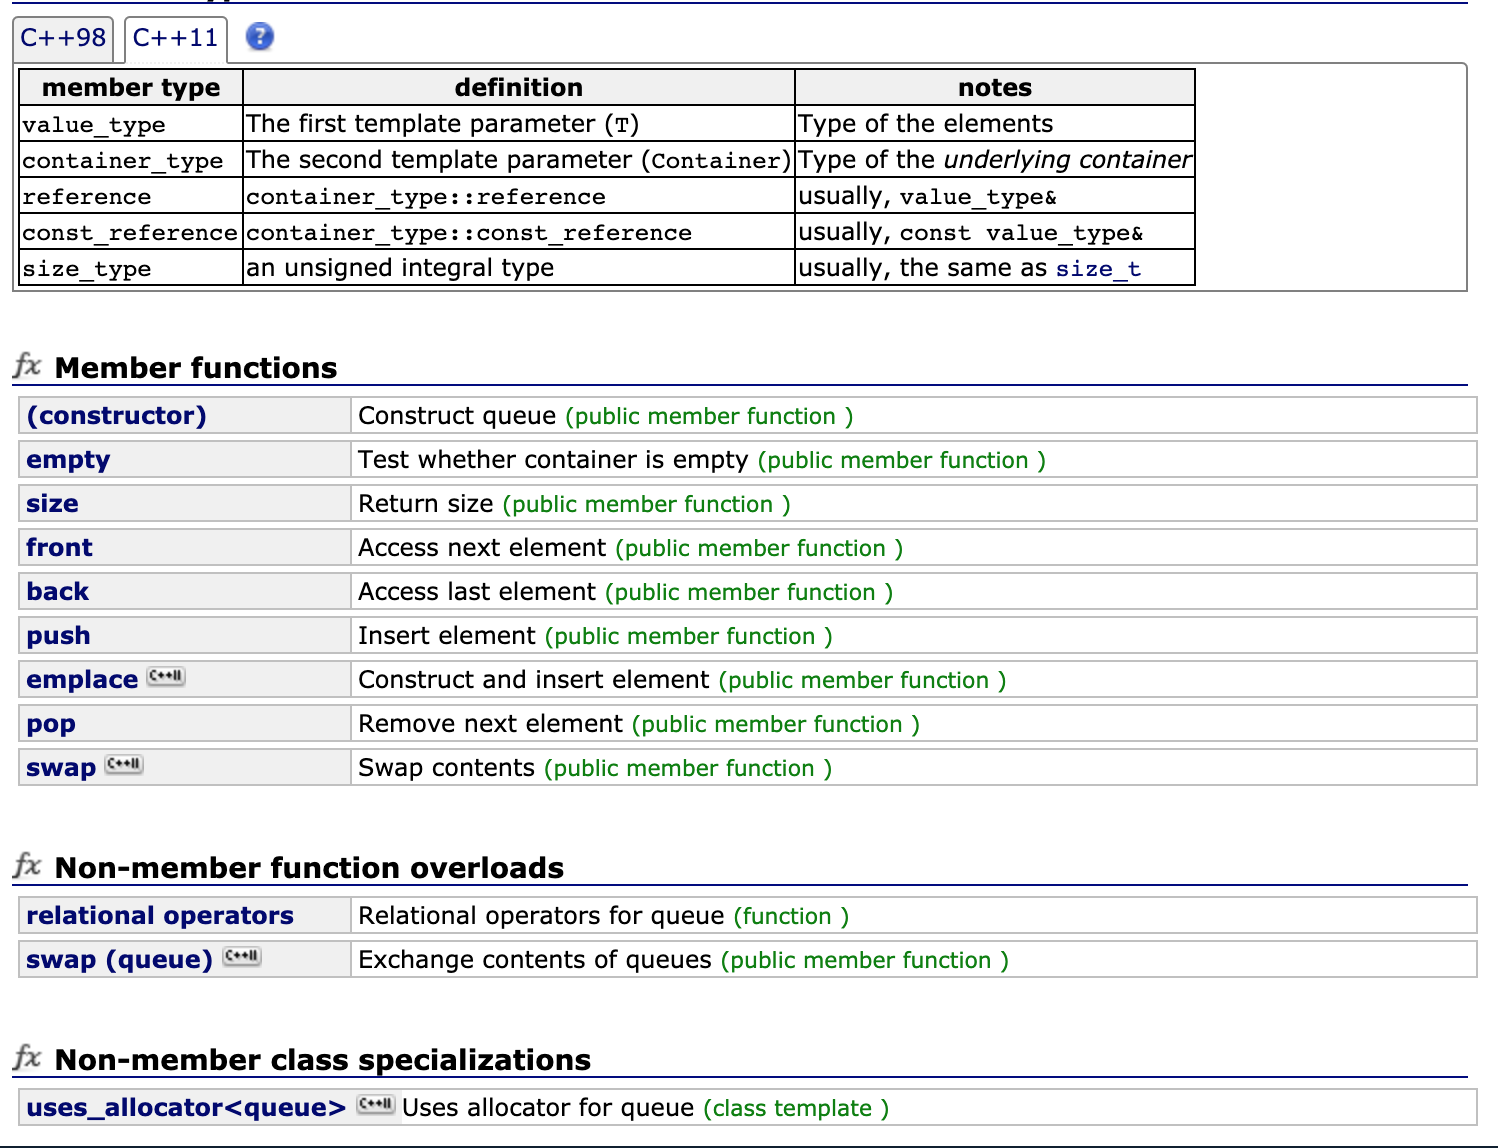 C++98 C++11 ?
member type definition notes
value_type The first template parameter (T) Type of the elements
container_type The second template parameter (Container) Type of the underlying container
reference container_type::reference usually, value_type&
const_reference container_type::const_reference usually, const value_type&
size_type an unsigned integral type usually, the same as size_t
fx Member functions
(constructor) Construct queue (public member function )
empty Test whether container is empty (public member function )
size Return size (public member function )
front Access next element (public member function )
back Access last element (public member function )
push Insert element (public member function )
emplace C++11 Construct and insert element (public member function )
pop Remove next element (public member function )
swap C++11 Swap contents (public member function )
fx Non-member function overloads
relational operators Relational operators for queue (function )
swap (queue) C++11 Exchange contents of queues (public member function )
fx Non-member class specializations
uses_allocator<queue> C++11 Uses allocator for queue (class template )